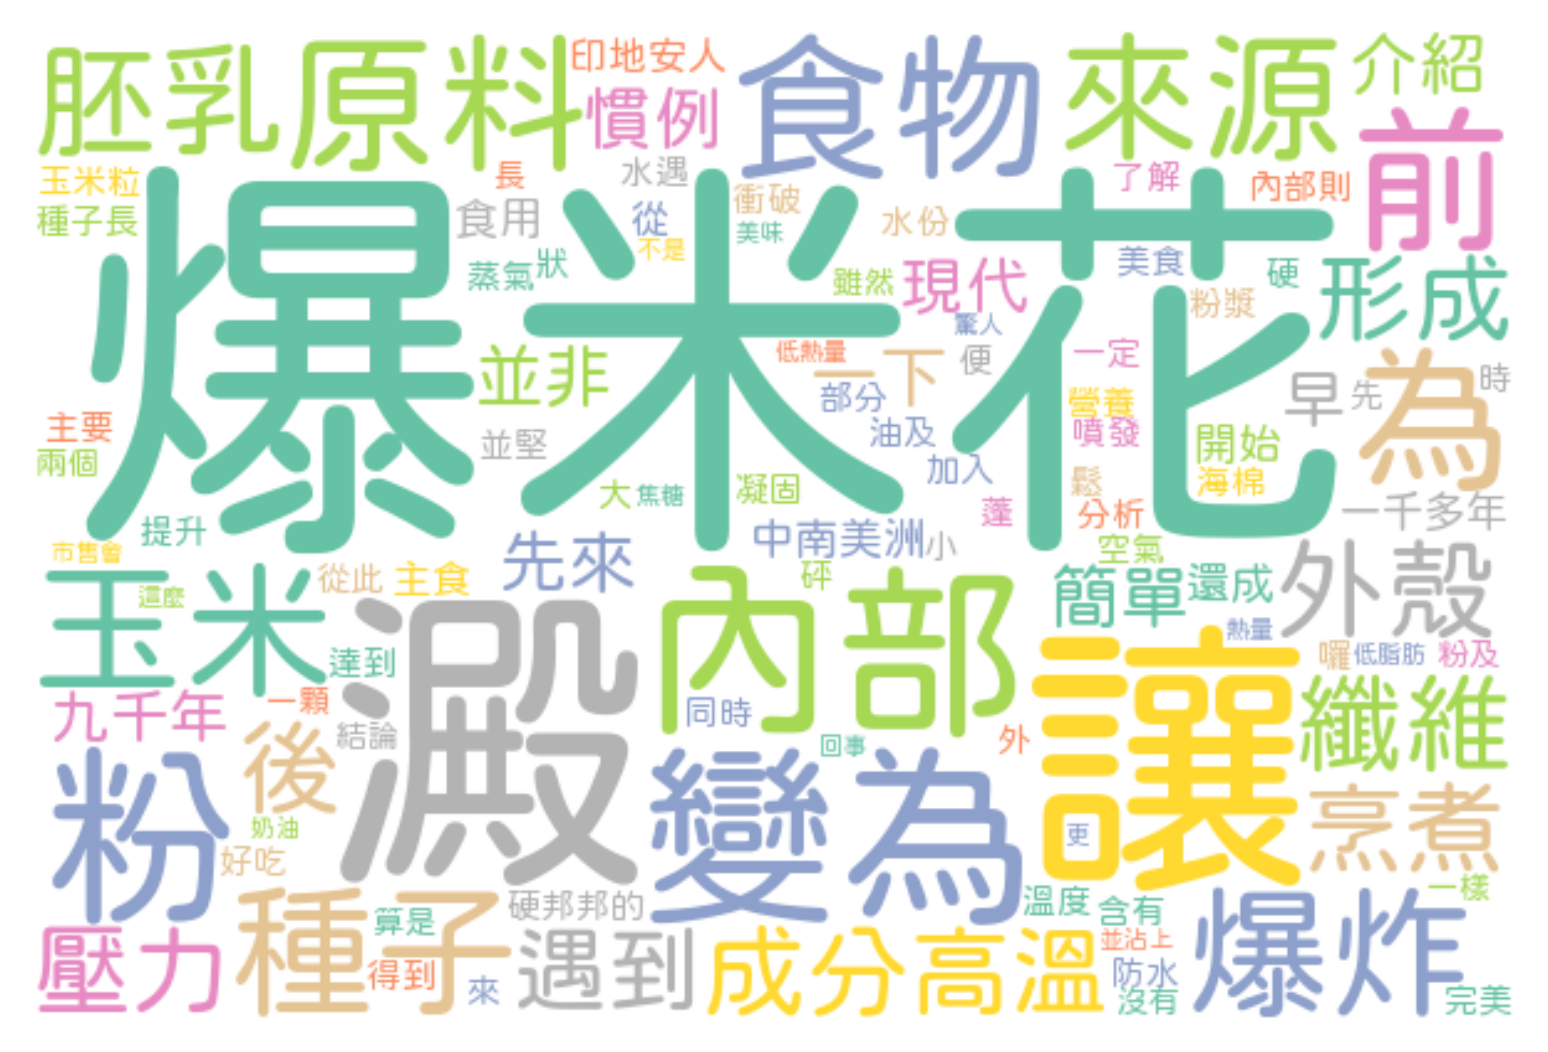 胚乳
原料
印地安人
慣例
食物
來源
介紹
前
玉米粒
種子長
爆米花
食用
長
水遇
從
衝破
美味
不是
水份
了解
內部則
蒸氣
狀
雖然
現代
驚人
美食
粉漿
硬
形成
並非
低熱量
一下
便
一定
部分
營養
油及
噴發
早
先
為
時
主要
兩個
並堅
大
焦糖
凝固
加入
鬆
開始
海棉
提升
市售會
這麼
先來
中南美洲
小
蓬
分析
空氣
一千多年
從此
主食
砰
玉米
澱
內部
簡單
還成
外殼
熱量
達到
讓
囉
低脂肪
粉及
九千年
一顆
結論
同時
回事
外
纖維
後
粉
奶油
好吃
變為
更
烹煮
種子
算是
硬邦邦的
溫度
含有
一樣
壓力
得到
來
遇到
成分
高溫
並沾上
防水
沒有
爆炸
完美